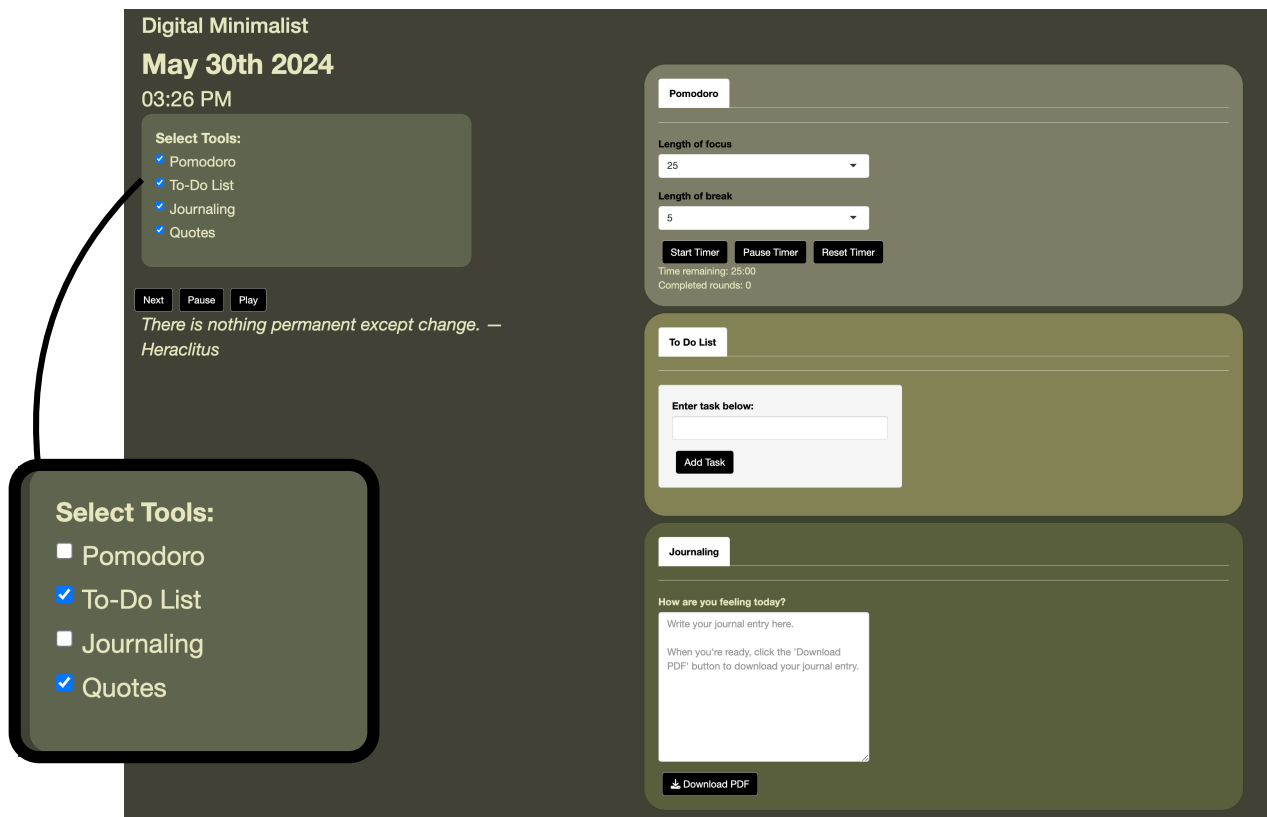 Digital Minimalist
May 30th 2024
03:26 PM
Select Tools:
Pomodoro
To-Do List
Journaling
Quotes
Next Pause Play
There is nothing permanent except change. —
Heraclitus
Select Tools:
Pomodoro
To-Do List
Journaling
Quotes
Pomodoro
Length of focus
25
Length of break
5
Start Timer Pause Timer Reset Timer
Time remaining: 25:00
Completed rounds: 0
To Do List
Enter task below:
Add Task
Journaling
How are you feeling today?
Write your journal entry here.
When you're ready, click the 'Download
PDF' button to download your journal entry.
Download PDF